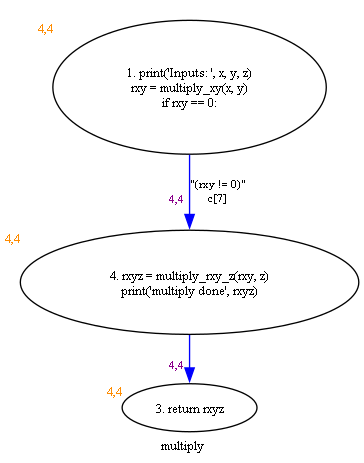 4,4
1. print('Inputs: ', x, y, z)
rxy = multiply_xy(x, y)
if rxy == 0:
"(rxy != 0)"
4,4
c[7]
4,4
4. rxyz = multiply_rxy_z(rxy, z)
print('multiply done', rxyz)
4,4
4,4
3. return rxyz
multiply